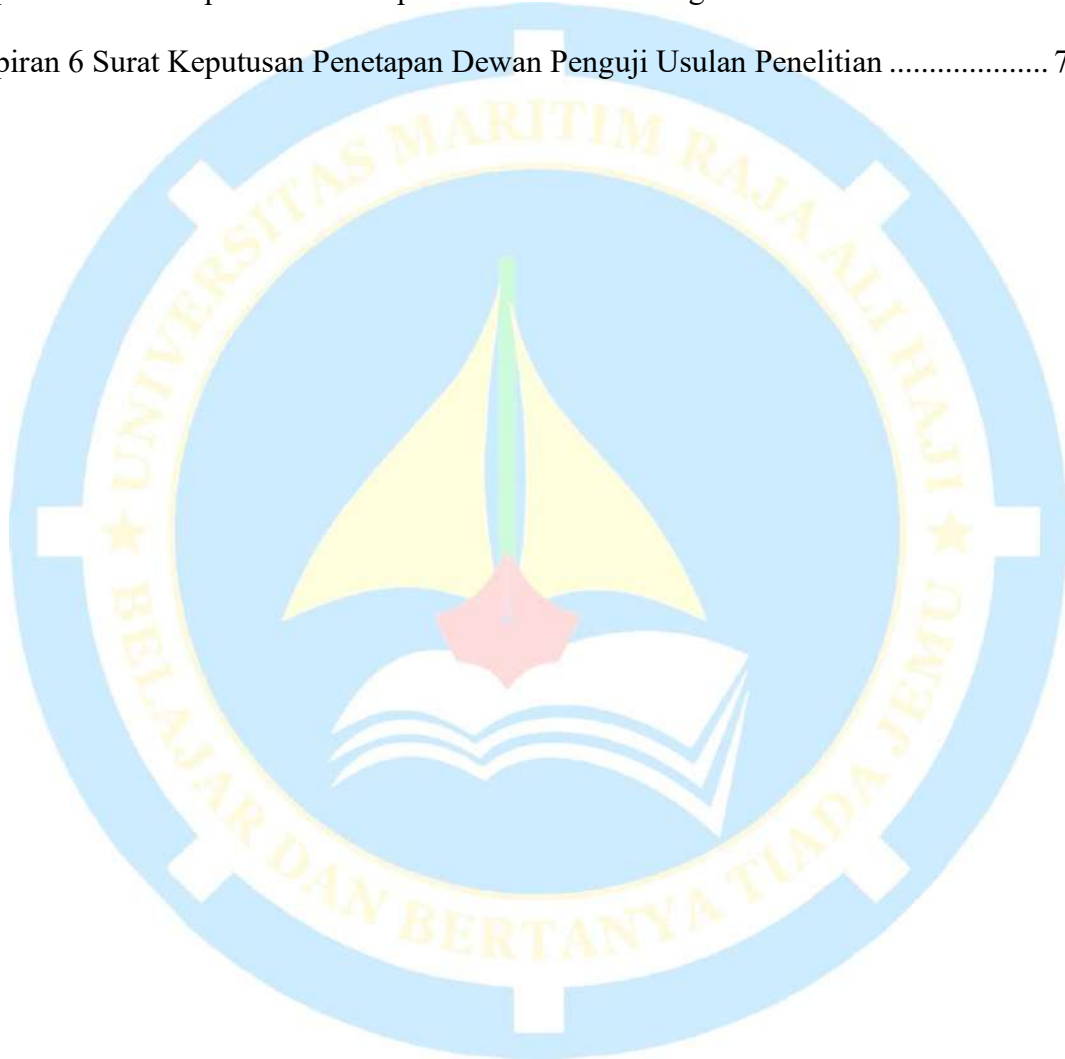 piran 6 Surat Keputusan Penetapan Dewan Penguji Usulan Penelitian .................... 7
UNIVERSITAS MARITIM RAJA ALI HAJI
BELAJAR DAN BERTANYA TIADA JEMU